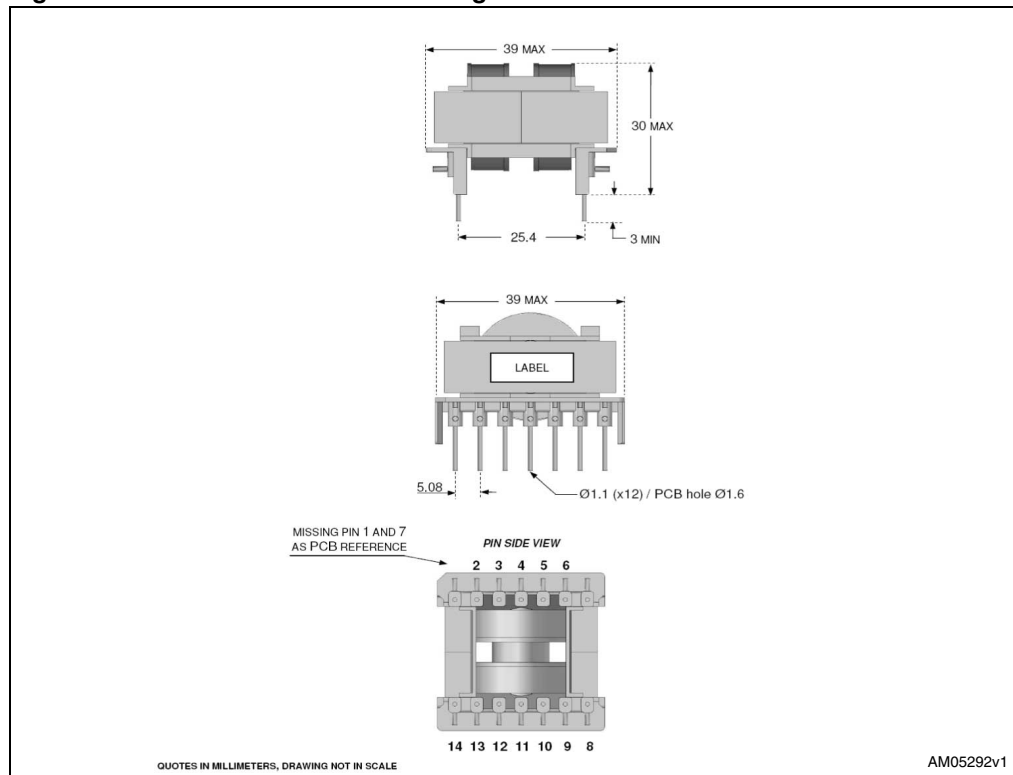 39 MAX
30 MAX
25.4
3 MIN
39 MAX
LABEL
5.08
Ø1.1 (x12) / PCB hole Ø1.6
MISSING PIN 1 AND 7
AS PCB REFERENCE
PIN SIDE VIEW
2 3 4 5 6
14 13 12 11 10 9 8
QUOTES IN MILLIMETERS, DRAWING NOT IN SCALE
AM05292v1